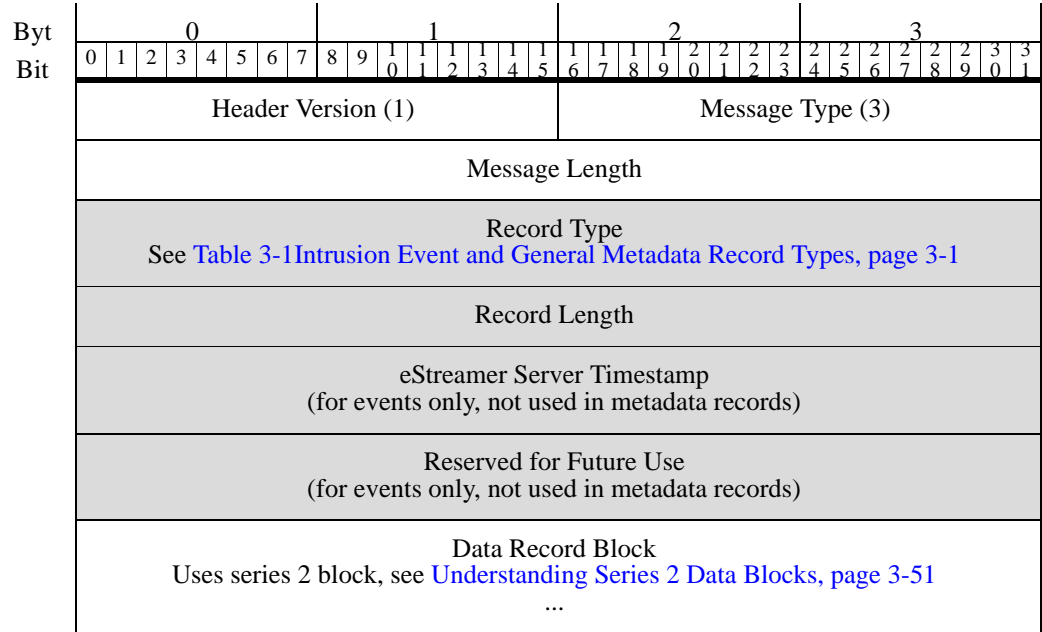 Byt 0 1 2 3
Bit 0 1 2 3 4 5 6 7 8 9 10 11 12 13 14 15 16 17 18 19 20 21 22 23 24 25 26 27 28 29 30 31
Header Version (1) Message Type (3)
Message Length
Record Type
See Table 3-1Intrusion Event and General Metadata Record Types, page 3-1
Record Length
eStreamer Server Timestamp
(for events only, not used in metadata records)
Reserved for Future Use
(for events only, not used in metadata records)
Data Record Block
Uses series 2 block, see Understanding Series 2 Data Blocks, page 3-51
...